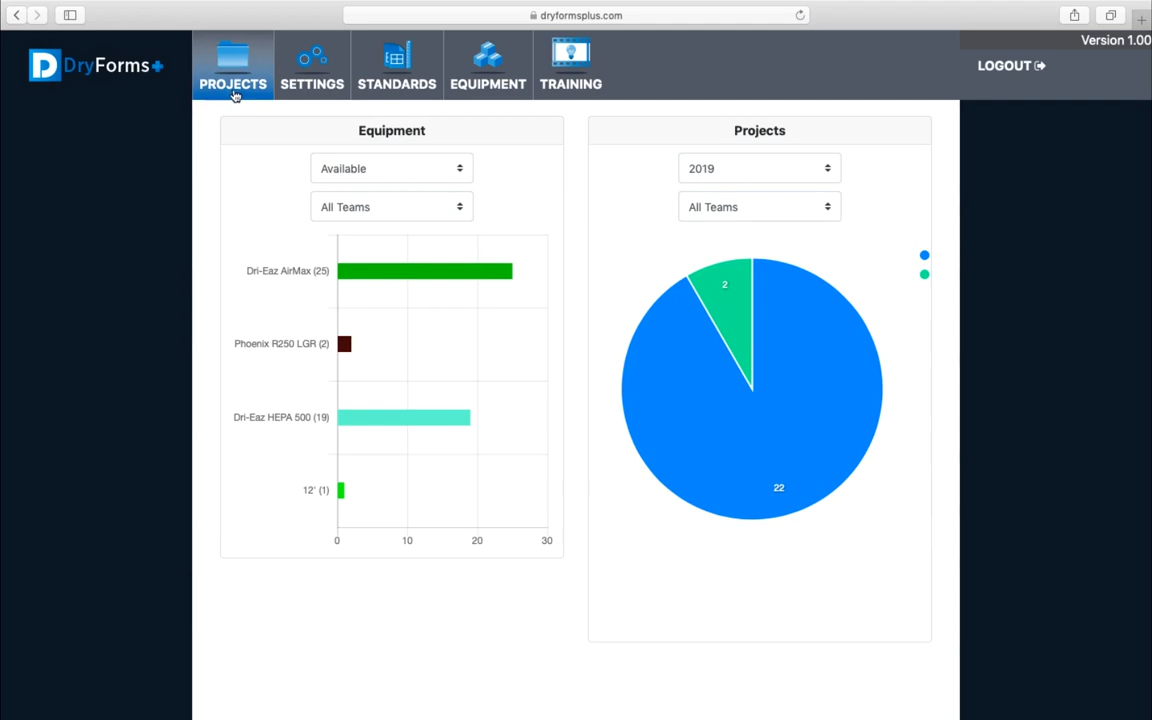 dryformsplus.com
Version 1.00
DryForms+
PROJECTS
SETTINGS
STANDARDS
EQUIPMENT
TRAINING
LOGOUT
Equipment
Available
All Teams
Dri-Eaz AirMax (25)
Phoenix R250 LGR (2)
Dri-Eaz HEPA 500 (19)
12' (1)
0 10 20 30
Projects
2019
All Teams
2
22